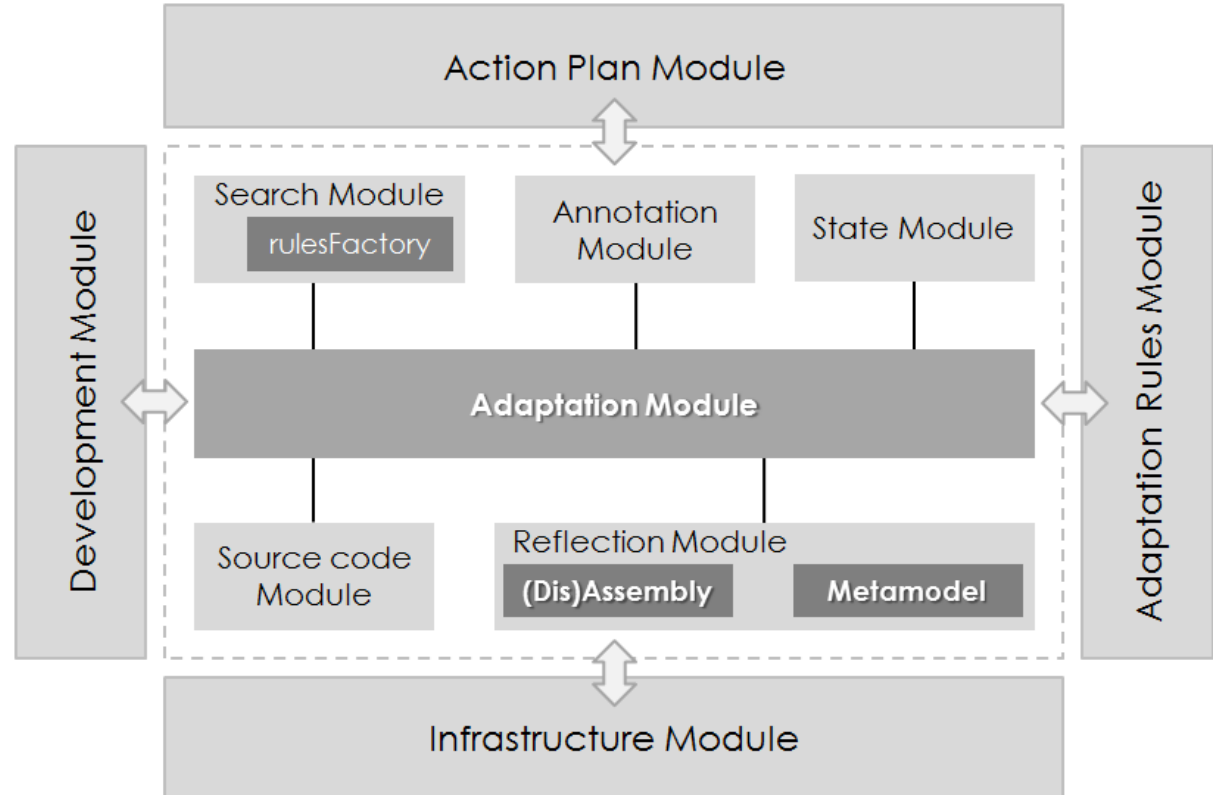 Action Plan Module
Development Module
Search Module
rulesFactory
Annotation
Module
State Module
Adaptation Module
Adaptation Rules Module
Source code
Module
Reflection Module
(Dis)Assembly
Metamodel
Infrastructure Module